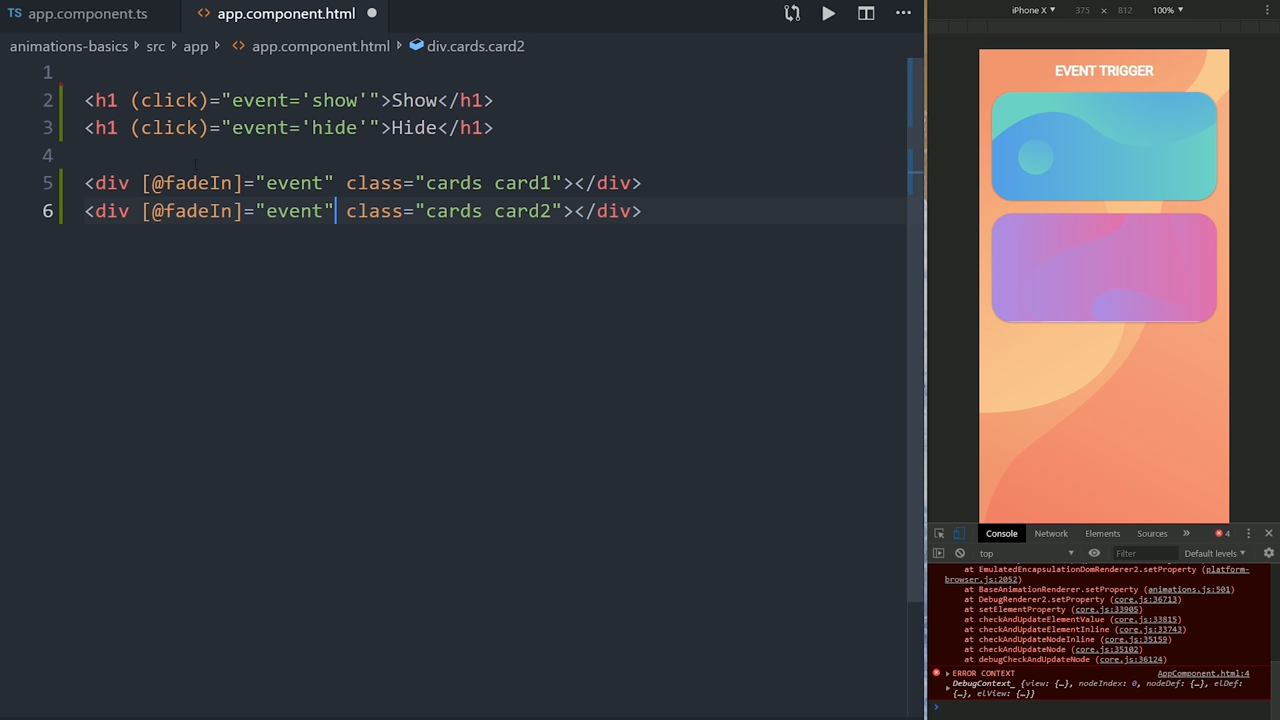 TS app.component.ts
<> app.component.html
animations-basics
src
app
<> app.component.html
div.cards.card2
1
2 <h1 (click)="event='show'">Show</h1>
3 <h1 (click)="event='hide'">Hide</h1>
4
5 <div [@fadeIn]="event" class="cards card1"></div>
6 <div [@fadeIn]="event" class="cards card2"></div>
iPhone X ▼ 375 × 812 100% ▼
EVENT TRIGGER
Console Network Elements Sources » 4
top ▼ Filter Default levels ▼
at EmulatedEncapsulationDomRenderer2.setProperty (platform-
browser.js:2052)
at BaseAnimationRenderer.setProperty (animations.js:501)
at DebugRenderer2.setProperty (core.js:36713)
at setElementProperty (core.js:33905)
at checkAndUpdateElementValue (core.js:33815)
at checkAndUpdateElementInline (core.js:33743)
at checkAndUpdateNodeInline (core.js:35159)
at checkAndUpdateNode (core.js:35102)
at debugCheckAndUpdateNode (core.js:36124)
ERROR CONTEXT AppComponent.html:4
DebugContext_ {view: {…}, nodeIndex: 0, nodeDef: {…}, elDef:
{…}, elView: {…}}